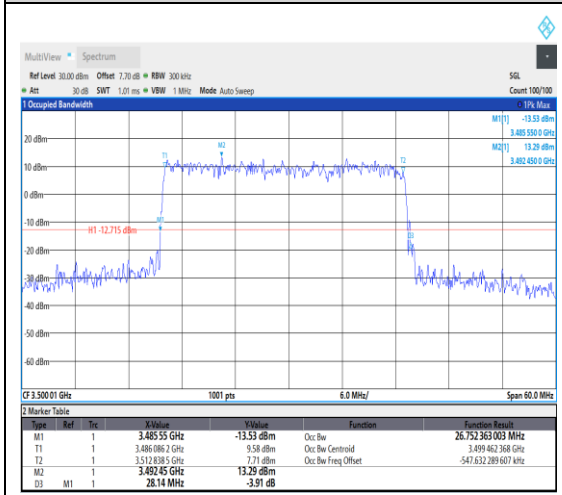 MultiView Spectrum
Ref Level 30.00 dBm Offset 7.70 dB RBW 300 kHz SGL
Att 30 dB SWT 1.01 ms VBW 1 MHz Mode Auto Sweep Count 100/100
1 Occupied Bandwidth 1Pk Max
M1[1] -13.53 dBm
3.485 550 0 GHz
M2[1] 13.29 dBm
3.492 450 0 GHz
20 dBm
M2
T1
T2
10 dBm
0 dBm
-10 dBm
M1
H1 -12.715 dBm
D3
-20 dBm
-30 dBm
-40 dBm
-50 dBm
-60 dBm
CF 3.500 01 GHz 1001 pts 6.0 MHz/ Span 60.0 MHz
2 Marker Table
Type Ref Trc X-Value Y-Value Function Function Result
M1 1 3.485 55 GHz -13.53 dBm Occ Bw 26.752 363 003 MHz
T1 1 3.486 086 2 GHz 9.58 dBm Occ Bw Centroid 3.499 462 368 GHz
T2 1 3.512 838 5 GHz 7.71 dBm Occ Bw Freq Offset -547.632 289 607 kHz
M2 1 3.492 45 GHz 13.29 dBm
D3 M1 1 28.14 MHz -3.91 dB